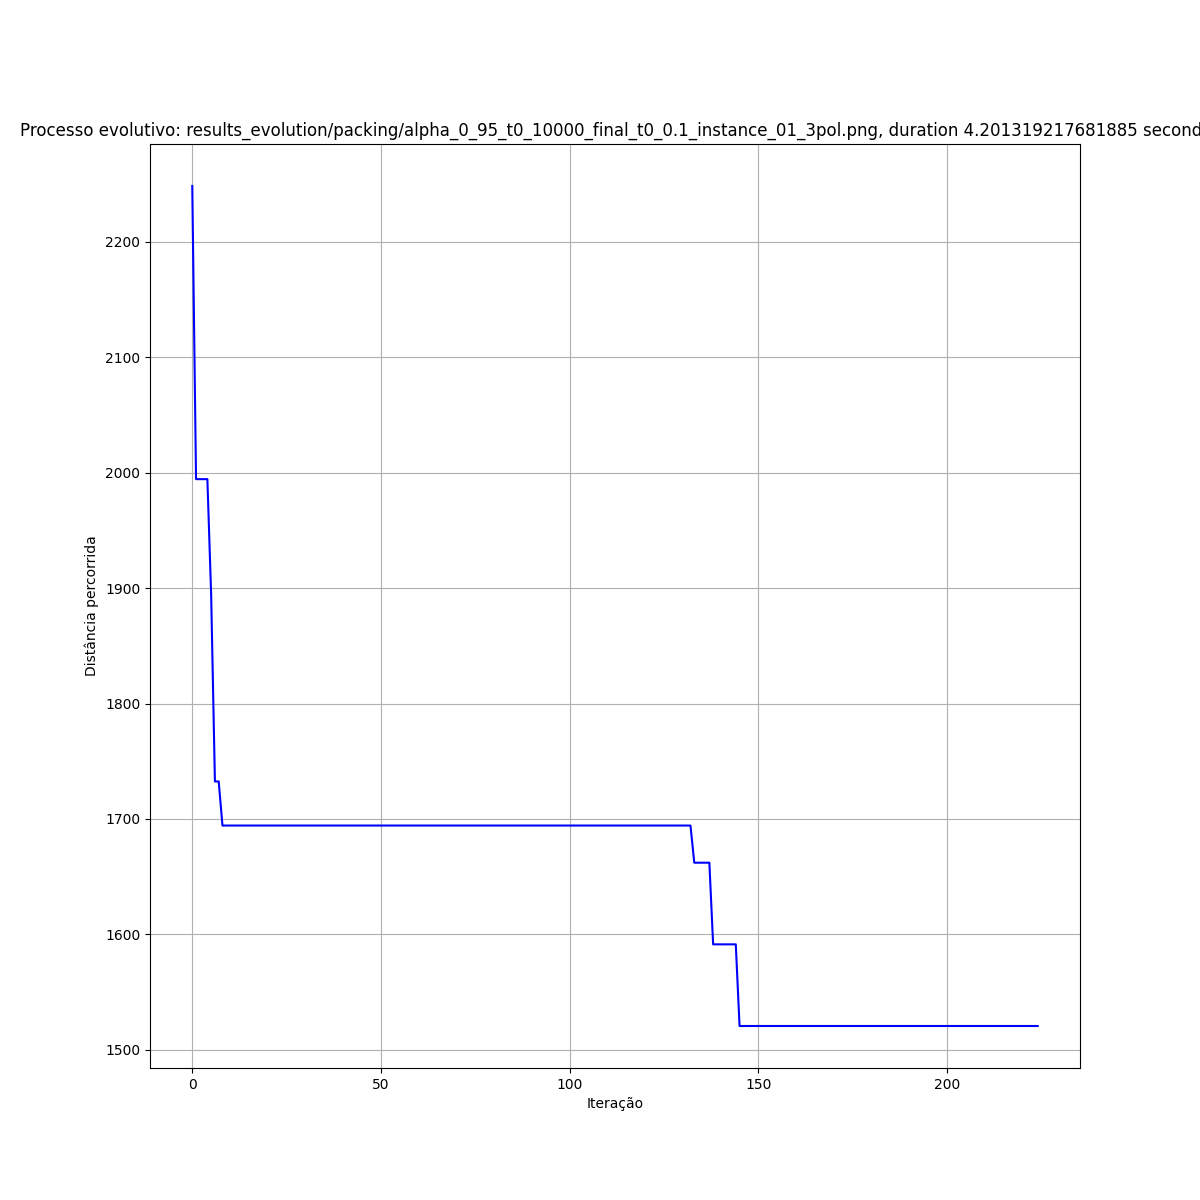 Processo evolutivo: results_evolution/packing/alpha_0_95_t0_10000_final_t0_0.1_instance_01_3pol.png, duration 4.201319217681885 second
2200
2100
2000
1900
1800
1700
1600
1500
Distância percorrida
0 50 100 150 200
Iteração